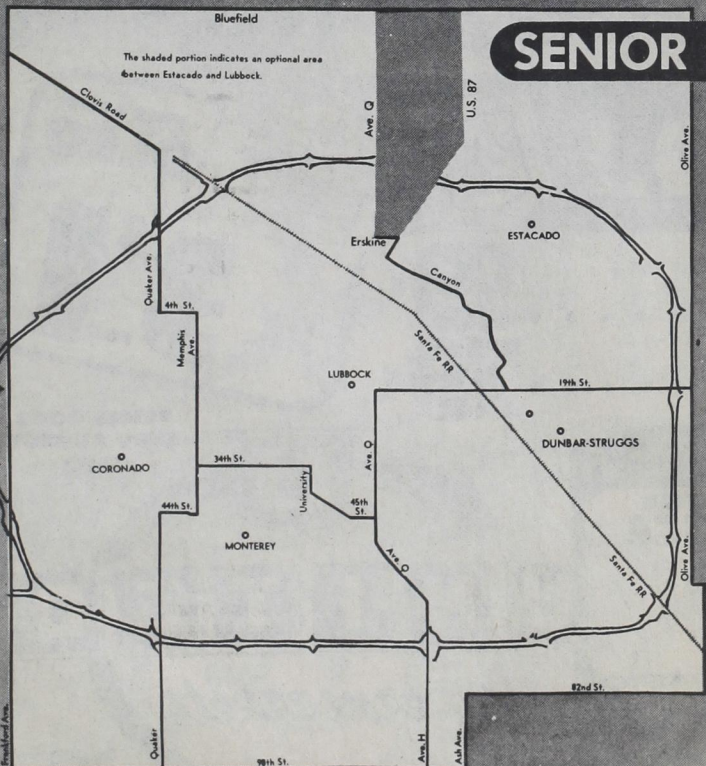 Bluefield
SENIOR
The shaded portion indicates an optional area
between Estacado and Lubbock.
Clovis Road
Ave. Q
U.S. 87
Olive Ave.
ESTACADO
Erskine
Canyon
Quaker Ave.
4th St.
Memphis
Ave.
Santa Fe RR
LUBBOCK
19th St.
DUNBAR-STRUGGS
CORONADO
34th St.
Ave. Q
University
45th
St.
44th St.
MONTEREY
Ave. Q
Santa Fe RR
Olive Ave.
82nd St.
Frankford Ave.
Quaker
98th St.
Ave. H
Ash Ave.